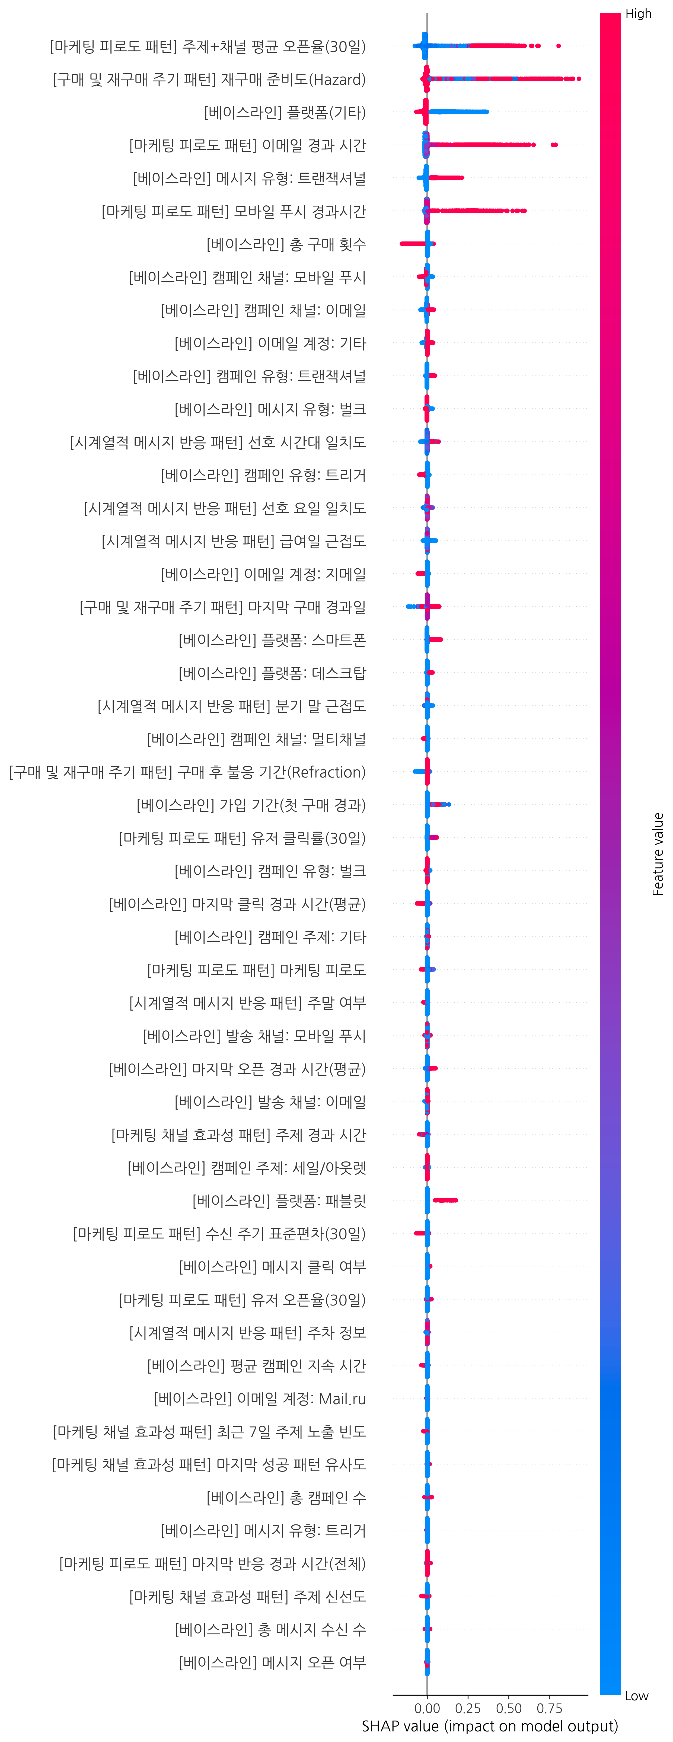 High
[마케팅 피로도 패턴] 주제+채널 평균 오픈율(30일)
[구매 및 재구매 주기 패턴] 재구매 준비도(Hazard)
[베이스라인] 플랫폼(기타)
[마케팅 피로도 패턴] 이메일 경과 시간
[베이스라인] 메시지 유형: 트랜잭셔널
[마케팅 피로도 패턴] 모바일 푸시 경과시간
[베이스라인] 총 구매 횟수
[베이스라인] 캠페인 채널: 모바일 푸시
[베이스라인] 캠페인 채널: 이메일
[베이스라인] 이메일 계정: 기타
[베이스라인] 캠페인 유형: 트랜잭셔널
[베이스라인] 메시지 유형: 벌크
[시계열적 메시지 반응 패턴] 선호 시간대 일치도
[베이스라인] 캠페인 유형: 트리거
[시계열적 메시지 반응 패턴] 선호 요일 일치도
[시계열적 메시지 반응 패턴] 급여일 근접도
[베이스라인] 이메일 계정: 지메일
[구매 및 재구매 주기 패턴] 마지막 구매 경과일
[베이스라인] 플랫폼: 스마트폰
[베이스라인] 플랫폼: 데스크탑
[시계열적 메시지 반응 패턴] 분기 말 근접도
[베이스라인] 캠페인 채널: 멀티채널
[구매 및 재구매 주기 패턴] 구매 후 불응 기간(Refraction)
[베이스라인] 가입 기간(첫 구매 경과)
[마케팅 피로도 패턴] 유저 클릭률(30일)
[베이스라인] 캠페인 유형: 벌크
[베이스라인] 마지막 클릭 경과 시간(평균)
[베이스라인] 캠페인 주제: 기타
[마케팅 피로도 패턴] 마케팅 피로도
[시계열적 메시지 반응 패턴] 주말 여부
[베이스라인] 발송 채널: 모바일 푸시
[베이스라인] 마지막 오픈 경과 시간(평균)
[베이스라인] 발송 채널: 이메일
[마케팅 채널 효과성 패턴] 주제 경과 시간
[베이스라인] 캠페인 주제: 세일/아웃렛
[베이스라인] 플랫폼: 패블릿
[마케팅 피로도 패턴] 수신 주기 표준편차(30일)
[베이스라인] 메시지 클릭 여부
[마케팅 피로도 패턴] 유저 오픈율(30일)
[시계열적 메시지 반응 패턴] 주차 정보
[베이스라인] 평균 캠페인 지속 시간
[베이스라인] 이메일 계정: Mail.ru
[마케팅 채널 효과성 패턴] 최근 7일 주제 노출 빈도
[마케팅 채널 효과성 패턴] 마지막 성공 패턴 유사도
[베이스라인] 총 캠페인 수
[베이스라인] 메시지 유형: 트리거
[마케팅 피로도 패턴] 마지막 반응 경과 시간(전체)
[마케팅 채널 효과성 패턴] 주제 신선도
[베이스라인] 총 메시지 수신 수
[베이스라인] 메시지 오픈 여부
Feature value
Low
0.00 0.25 0.50 0.75
SHAP value (impact on model output)